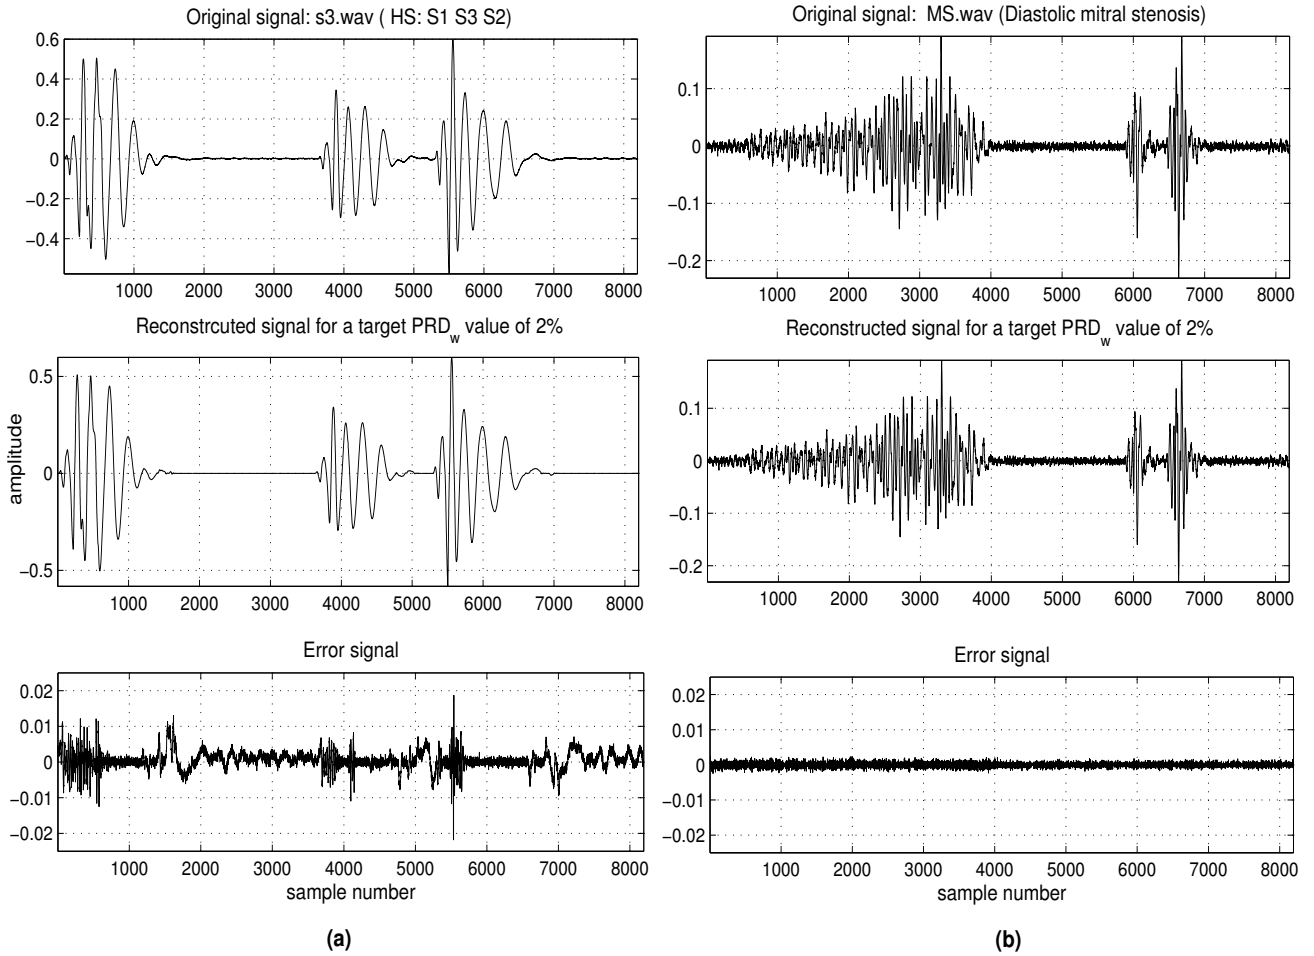 Original signal: s3.wav ( HS: S1 S3 S2)
0.6
0.4
0.2
0
−0.2
−0.4
1000 2000 3000 4000 5000 6000 7000 8000
Reconstrcuted signal for a target PRD_w value of 2%
amplitude
0.5
0
−0.5
1000 2000 3000 4000 5000 6000 7000 8000
Error signal
0.02
0.01
0
−0.01
−0.02
1000 2000 3000 4000 5000 6000 7000 8000
sample number
(a)
Original signal: MS.wav (Diastolic mitral stenosis)
0.1
0
−0.1
−0.2
1000 2000 3000 4000 5000 6000 7000 8000
Reconstructed signal for a target PRD_w value of 2%
0.1
0
−0.1
−0.2
1000 2000 3000 4000 5000 6000 7000 8000
Error signal
0.02
0.01
0
−0.01
−0.02
1000 2000 3000 4000 5000 6000 7000 8000
sample number
(b)